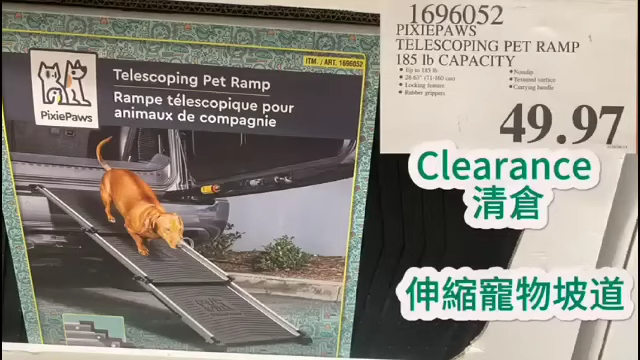 ITM. / ART. 1696052
PixiePaws
Telescoping Pet Ramp
Rampe télescopique pour
animaux de compagnie
1696052
PIXIEPAWS
TELESCOPING PET RAMP
185 lb CAPACITY
• Up to 185 lb
• Nonslip
• Textured surface
• Locking feature
• Carrying handle
• Rubber grippers
49.97
Clearance
清倉
伸縮寵物坡道